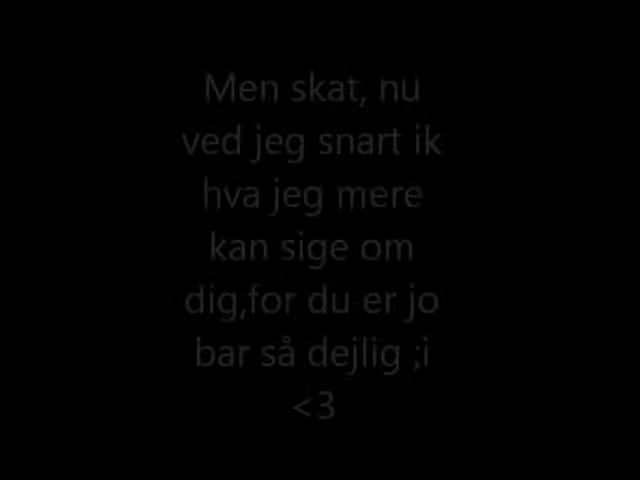 Men skat, nu
ved jeg snart ik
hva jeg mere
kan sige om
dig,for du er jo
bar så dejlig ;i
<3